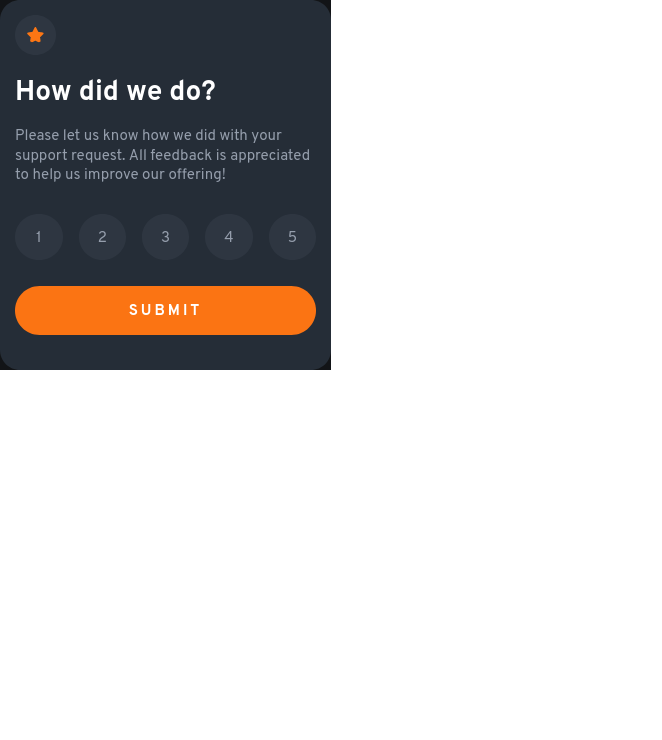 How did we do?
Please let us know how we did with your
support request. All feedback is appreciated
to help us improve our offering!
1 2 3 4 5
SUBMIT